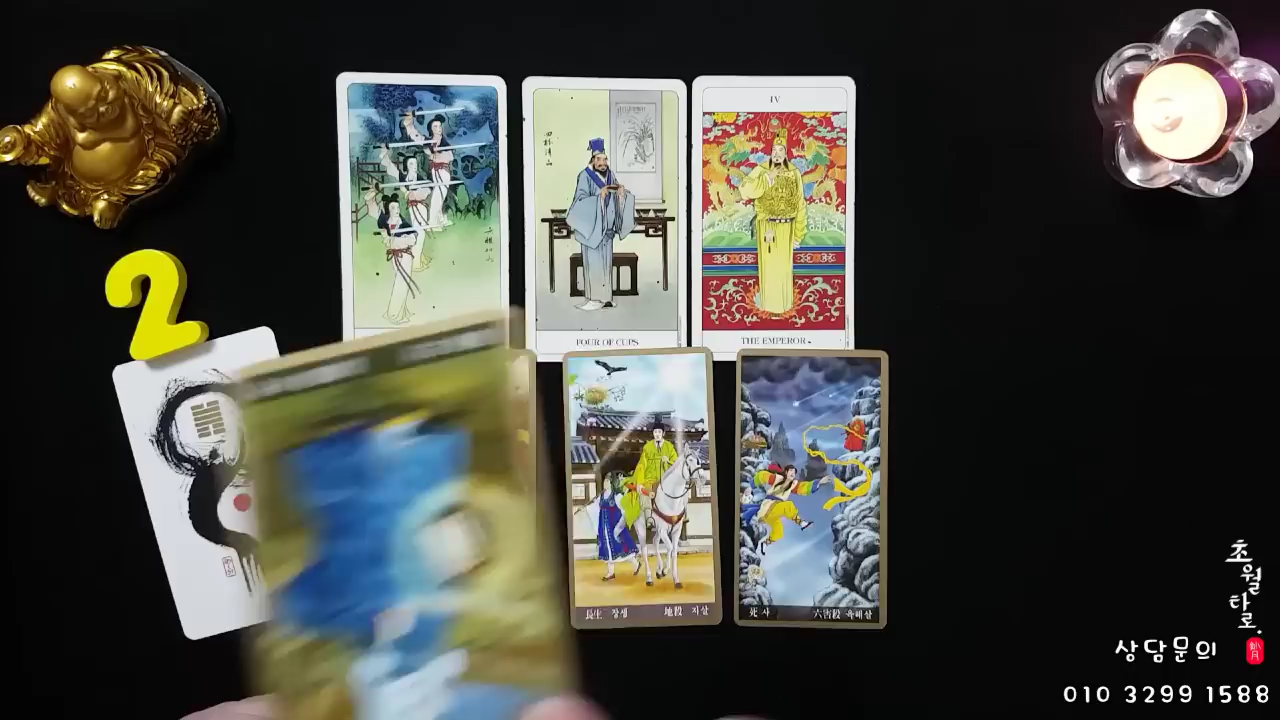 2
IV
FOUR OF CUPS
THE EMPEROR
長生 장생 地殺 지살
死 사 六害殺 육해살
초월타로.
상담문의
010 3299 1588